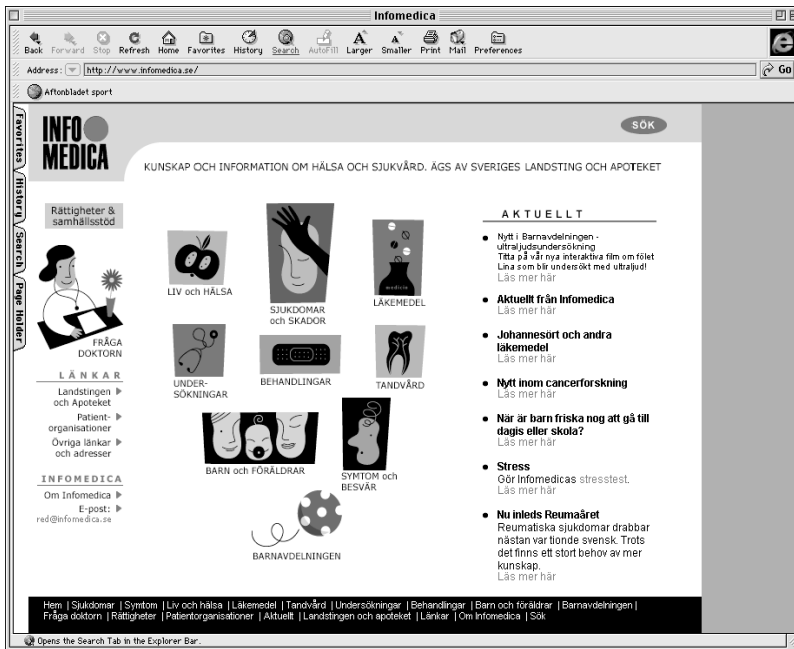 Infomedica
Back Forward Stop Refresh Home Favorites History Search AutoFill Larger Smaller Print Mail Preferences
Address: http://www.infomedica.se/ Go
Aftonbladet sport
Favorites
History
Search
Page Holder
INFO
MEDICA
SÖK
KUNSKAP OCH INFORMATION OM HÄLSA OCH SJUKVÅRD. ÄGS AV SVERIGES LANDSTING OCH APOTEKET
Rättigheter &
samhällsstöd
FRÅGA
DOKTORN
LÄNKAR
Landstingen
och Apoteket
Patient-
organisationer
Övriga länkar
och adresser
INFOMEDICA
Om Infomedica
E-post:
red@infomedica.se
LIV och HÄLSA
SJUKDOMAR
och SKADOR
medicin
LÄKEMEDEL
UNDER-
SÖKNINGAR
BEHANDLINGAR
TANDVÅRD
BARN och FÖRÄLDRAR
SYMTOM och
BESVÄR
BARNAVDELNINGEN
AKTUELLT
Nytt i Barnavdelningen -
ultraljudsundersökning
Titta på vår nya interaktiva film om fölet
Lina som blir undersökt med ultraljud!
Läs mer här
Aktuellt från Infomedica
Läs mer här
Johannesört och andra
läkemedel
Läs mer här
Nytt inom cancerforskning
Läs mer här
När är barn friska nog att gå till
dagis eller skola?
Läs mer här
Stress
Gör Infomedicas stresstest.
Läs mer här
Nu inleds Reumaåret
Reumatiska sjukdomar drabbar
nästan var tionde svensk. Trots
det finns ett stort behov av mer
kunskap.
Läs mer här
Hem | Sjukdomar | Symtom | Liv och hälsa | Läkemedel | Tandvård | Undersökningar | Behandlingar | Barn och föräldrar | Barnavdelningen |
Fråga doktorn | Rättigheter | Patientorganisationer | Aktuellt | Landstingen och apoteket | Länkar | Om Infomedica | Sök
Opens the Search Tab in the Explorer Bar.